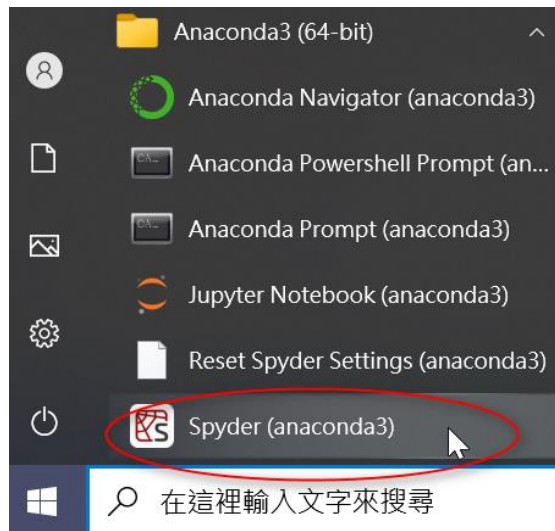 Anaconda3 (64-bit)
Anaconda Navigator (anaconda3)
Anaconda Powershell Prompt (an...
Anaconda Prompt (anaconda3)
Jupyter Notebook (anaconda3)
Reset Spyder Settings (anaconda3)
Spyder (anaconda3)
在這裡輸入文字來搜尋